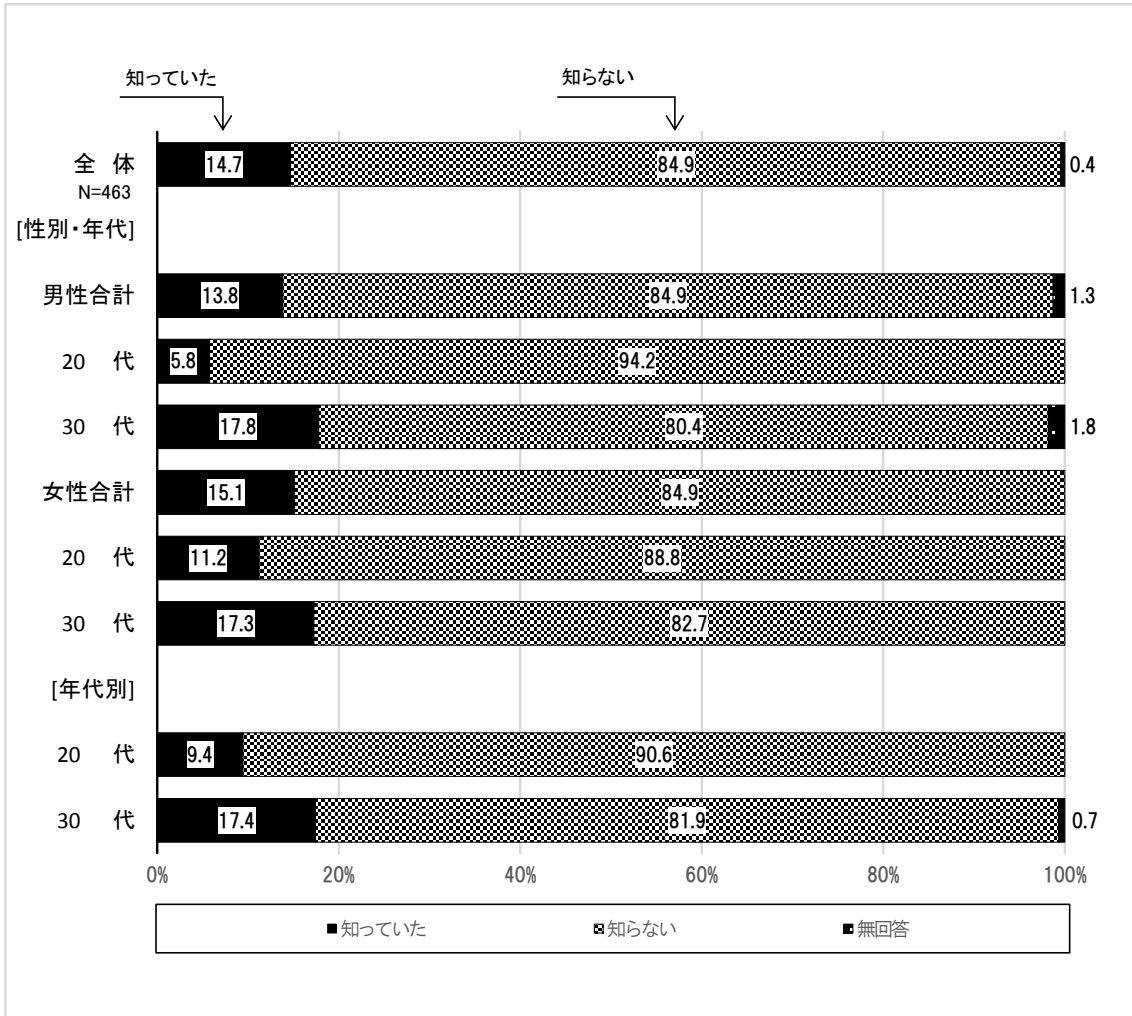 知っていた 知らない
全 体 14.7 84.9 0.4
N=463
[性別・年代]
男性合計 13.8 84.9 1.3
20 代 5.8 94.2
30 代 17.8 80.4 1.8
女性合計 15.1 84.9
20 代 11.2 88.8
30 代 17.3 82.7
[年代別]
20 代 9.4 90.6
30 代 17.4 81.9 0.7
0% 20% 40% 60% 80% 100%
知っていた 知らない 無回答